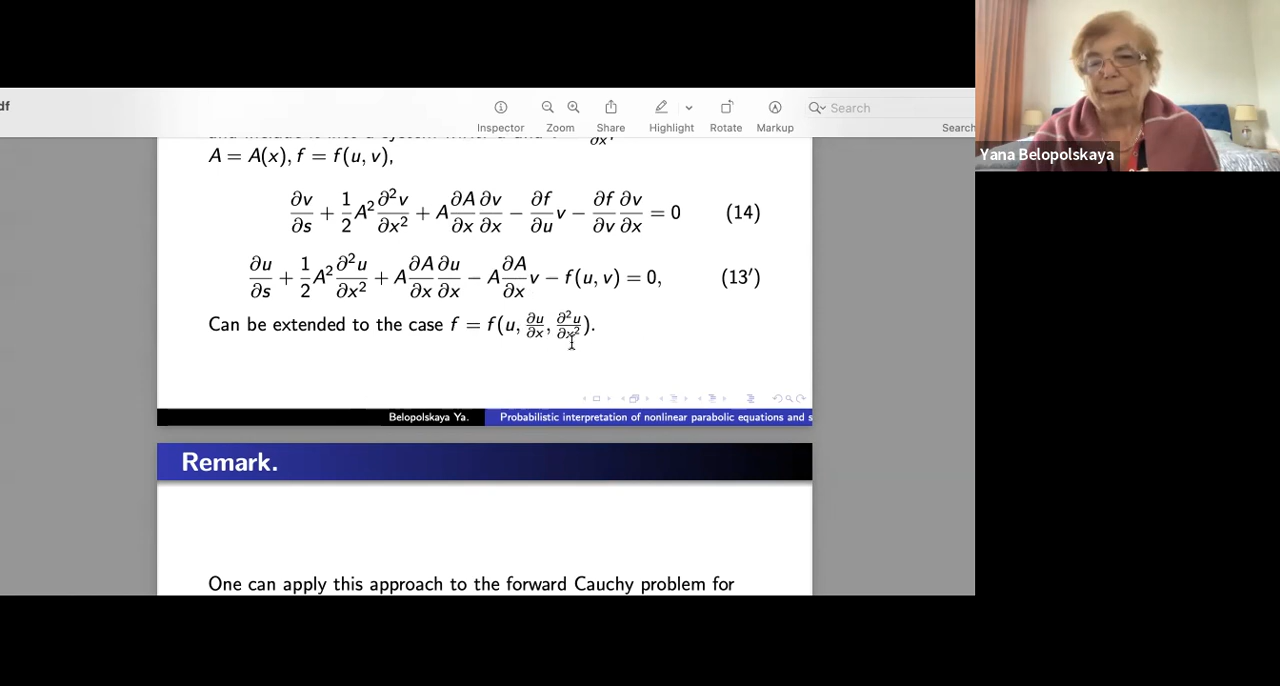 df
Search
Inspector Zoom Share Highlight Rotate Markup Search
∂x
A = A(x), f = f(u, v),
∂v/∂s + 1/2 A² ∂²v/∂x² + A ∂A/∂x ∂v/∂x − ∂f/∂u v − ∂f/∂v ∂v/∂x = 0 (14)
∂u/∂s + 1/2 A² ∂²u/∂x² + A ∂A/∂x ∂u/∂x − A ∂A/∂x v − f(u, v) = 0, (13′)
Can be extended to the case f = f(u, ∂u/∂x, ∂²u/∂x²).
Belopolskaya Ya. Probabilistic interpretation of nonlinear parabolic equations and s
Remark.
One can apply this approach to the forward Cauchy problem for
Yana Belopolskaya